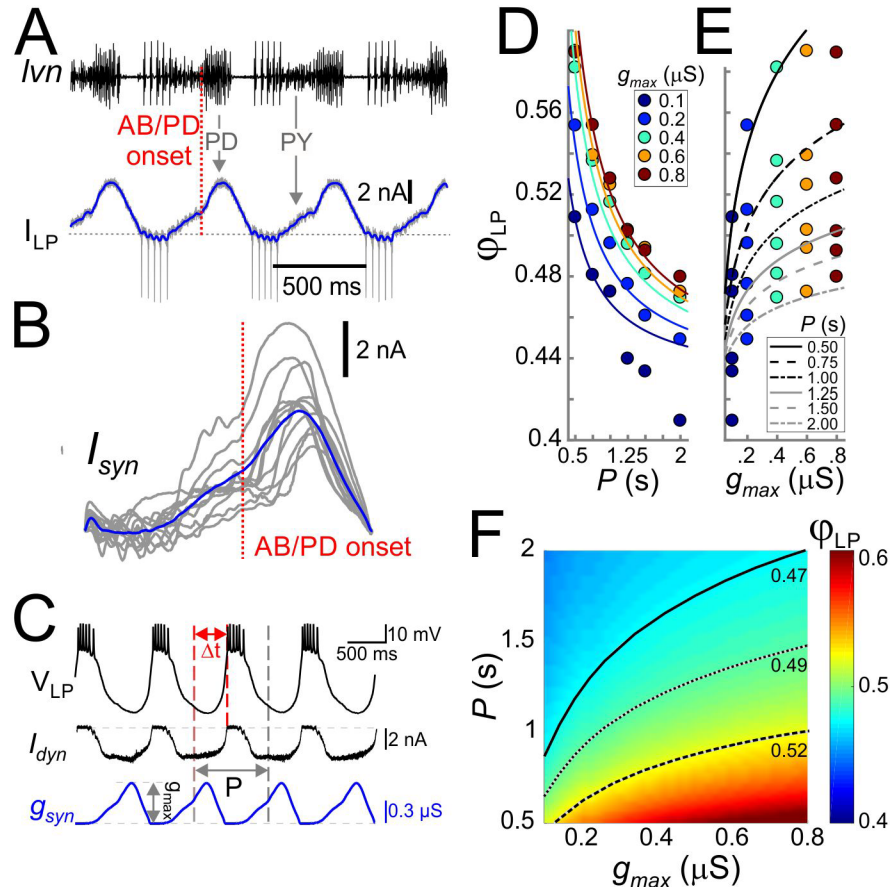 A
lvn
AB/PD
onset
PD
PY
2 nA
I_LP
500 ms
B
2 nA
I_syn
AB/PD onset
C
10 mV
500 ms
Δt
V_LP
I_dyn
2 nA
P
g_max
g_syn
0.3 µS
D
g_max (µS)
0.1
0.2
0.4
0.6
0.8
φ_LP
0.56
0.52
0.48
0.44
0.4
0.5 1.25 2
P (s)
E
P (s)
0.50
0.75
1.00
1.25
1.50
2.00
.2 .4 .6 .8
g_max (µS)
F
φ_LP
2
1.5
1
0.5
P (s)
0.47
0.49
0.52
0.2 0.4 0.6 0.8
g_max (µS)
0.6
0.5
0.4